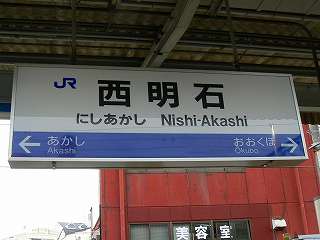 JR
西明石
にしあかし Nishi-Akashi
あかし おおくぼ
Akashi Ōkubo
美容室